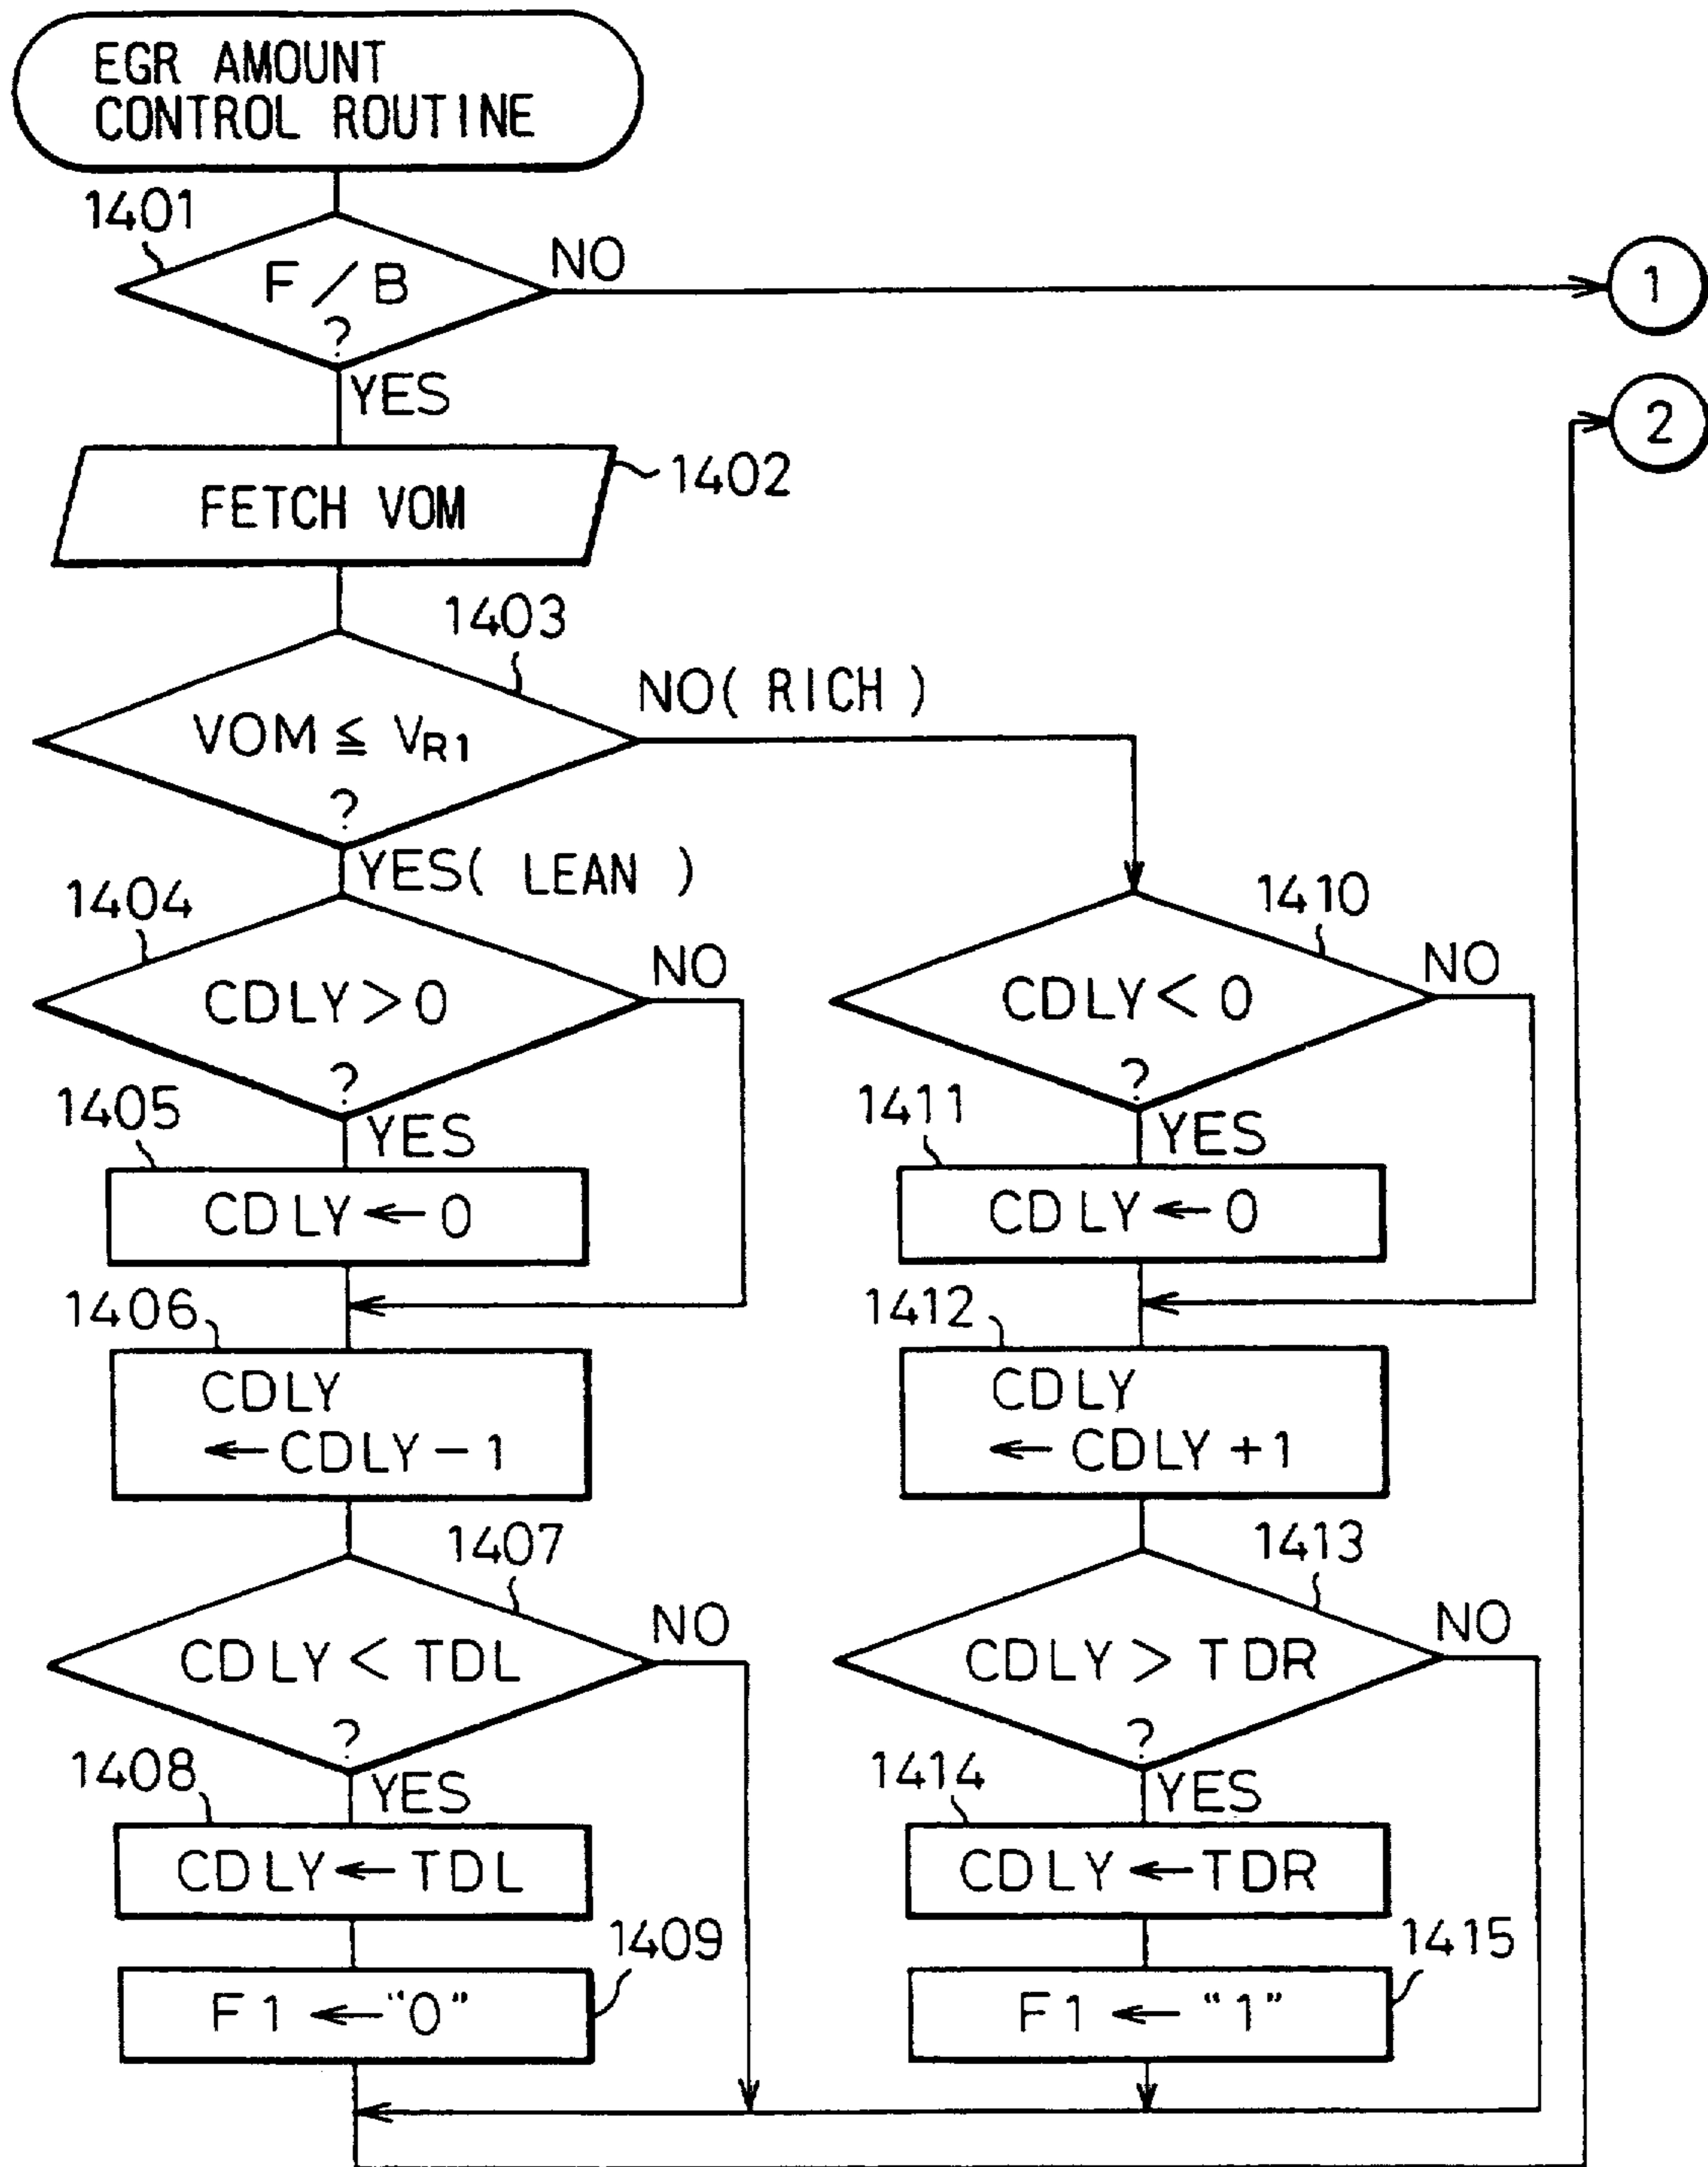 EGR AMOUNT
CONTROL ROUTINE
1401
F/B
?
NO
1
YES
2
FETCH VOM
1402
1403
VOM ≦ VR1
?
NO( RICH )
YES( LEAN )
1404
CDLY>0
?
NO
YES
1405
CDLY←0
1406
CDLY
←CDLY-1
1407
CDLY<TDL
?
NO
YES
1408
CDLY←TDL
1409
F1←"0"
1410
CDLY<0
?
NO
YES
1411
CDLY←0
1412
CDLY
←CDLY+1
1413
CDLY>TDR
?
NO
YES
1414
CDLY←TDR
1415
F1←"1"